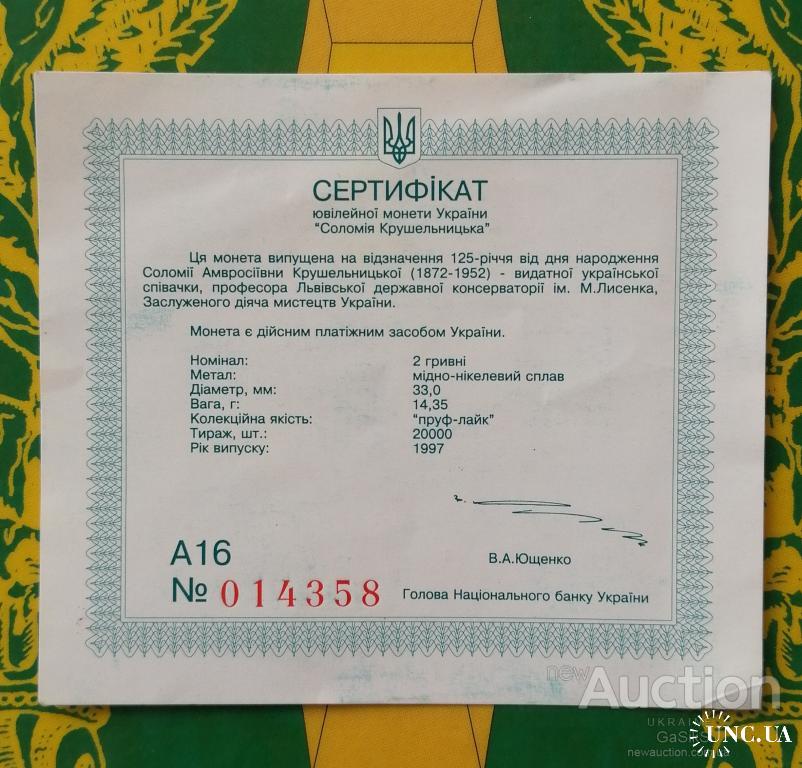 СЕРТИФІКАТ
ювілейної монети України
"Соломія Крушельницька"
Ця монета випущена на відзначення 125-річчя від дня народження
Соломії Амвросіївни Крушельницької (1872-1952) - видатної української
співачки, професора Львівської державної консерваторії ім. М.Лисенка,
Заслуженого діяча мистецтв України.
Монета є дійсним платіжним засобом України.
Номінал: 2 гривні
Метал: мідно-нікелевий сплав
Діаметр, мм: 33,0
Вага, г: 14,35
Колекційна якість: "пруф-лайк"
Тираж, шт.: 20000
Рік випуску: 1997
А16
В.А.Ющенко
№ 014358
Голова Національного банку України
newAuction
UNC.UA
newauction.com.ua